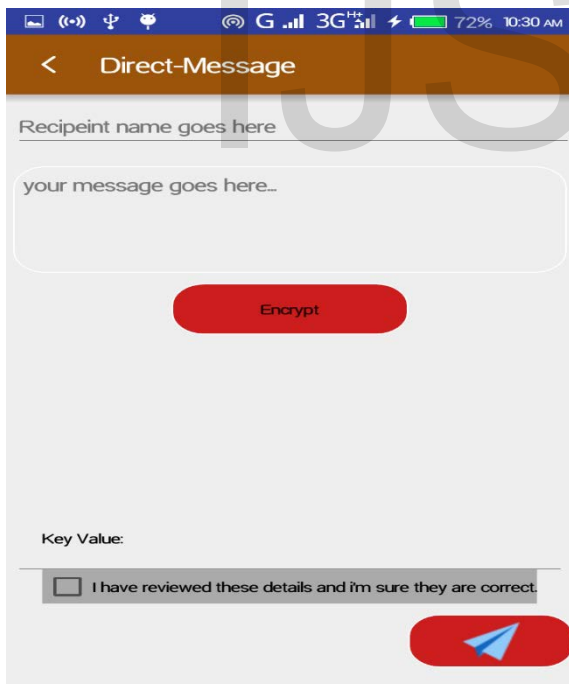 G 3G H+ 72% 10:30 AM
< Direct-Message
IJS
Recipeint name goes here
your message goes here...
Encrypt
Key Value:
I have reviewed these details and i'm sure they are correct.